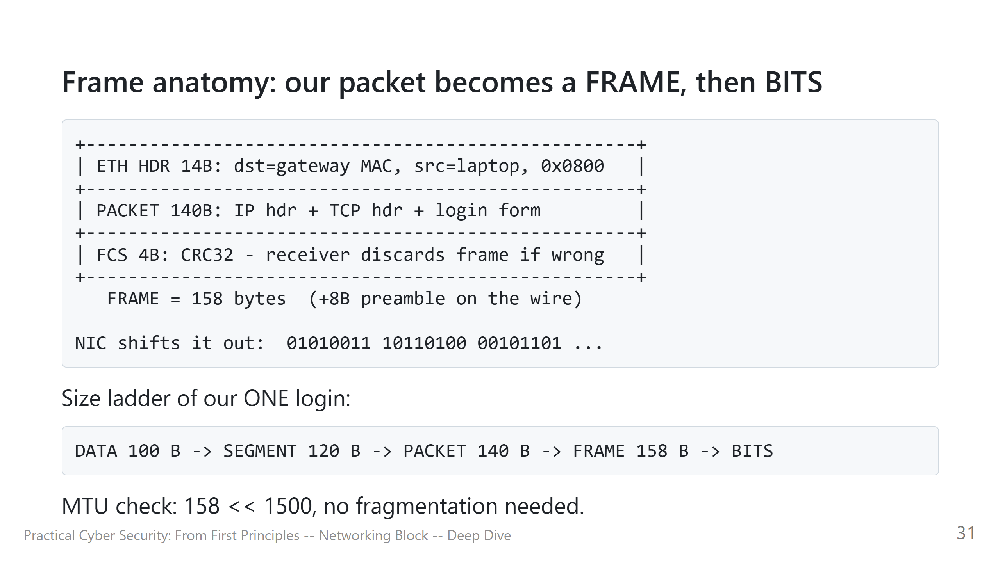 Frame anatomy: our packet becomes a FRAME, then BITS
+----------------------------------------------------+
| ETH HDR 14B: dst=gateway MAC, src=laptop, 0x0800   |
+----------------------------------------------------+
| PACKET 140B: IP hdr + TCP hdr + login form         |
+----------------------------------------------------+
| FCS 4B: CRC32 - receiver discards frame if wrong   |
+----------------------------------------------------+
   FRAME = 158 bytes  (+8B preamble on the wire)
NIC shifts it out:  01010011 10110100 00101101 ...
Size ladder of our ONE login:
DATA 100 B -> SEGMENT 120 B -> PACKET 140 B -> FRAME 158 B -> BITS
MTU check: 158 << 1500, no fragmentation needed.
Practical Cyber Security: From First Principles -- Networking Block -- Deep Dive
31